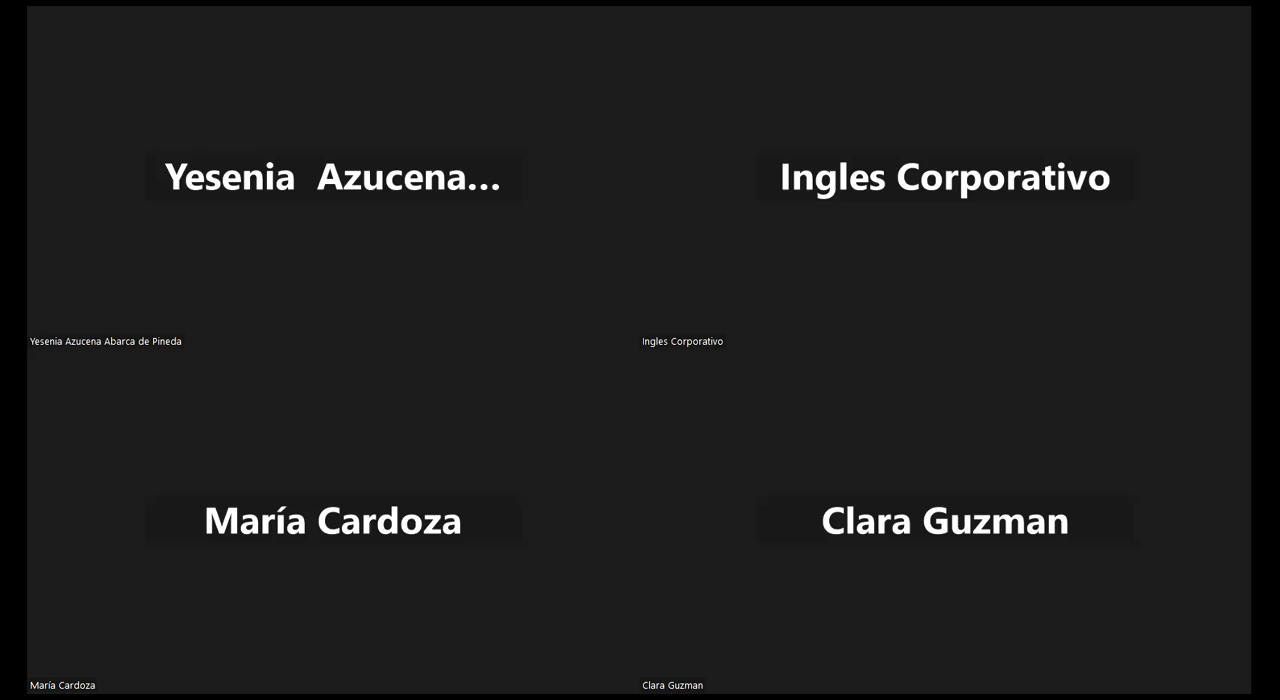 Yesenia  Azucena...
Ingles Corporativo
Yesenia Azucena Abarca de Pineda
Ingles Corporativo
María Cardoza
Clara Guzman
María Cardoza
Clara Guzman